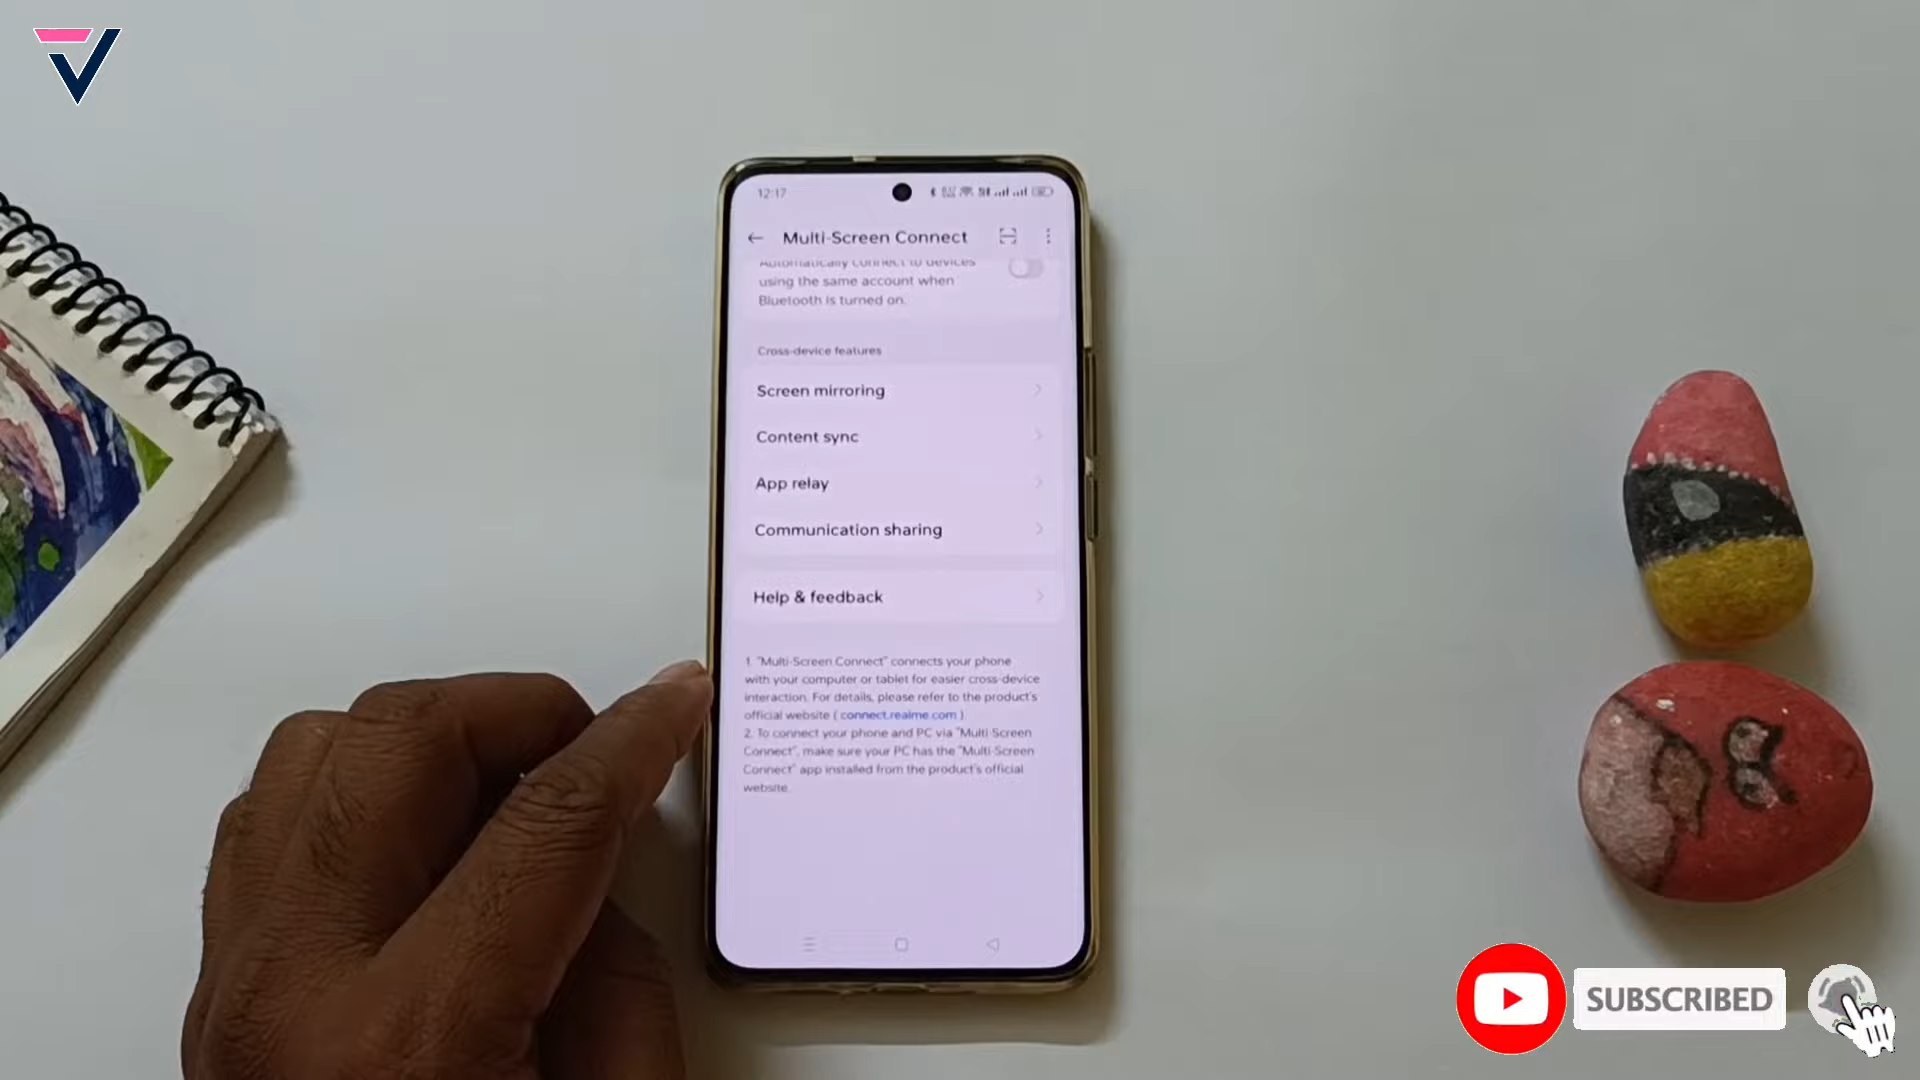 12:17
Multi-Screen Connect
Automatically connect to devices
using the same account when
Bluetooth is turned on.
Cross-device features
Screen mirroring
Content sync
App relay
Communication sharing
Help & feedback
1. "Multi-Screen Connect" connects your phone
with your computer or tablet for easier cross-device
interaction. For details, please refer to the product's
official website ( connect.realme.com )
2. To connect your phone and PC via "Multi-Screen
Connect", make sure your PC has the "Multi-Screen
Connect" app installed from the product's official
website.
SUBSCRIBED